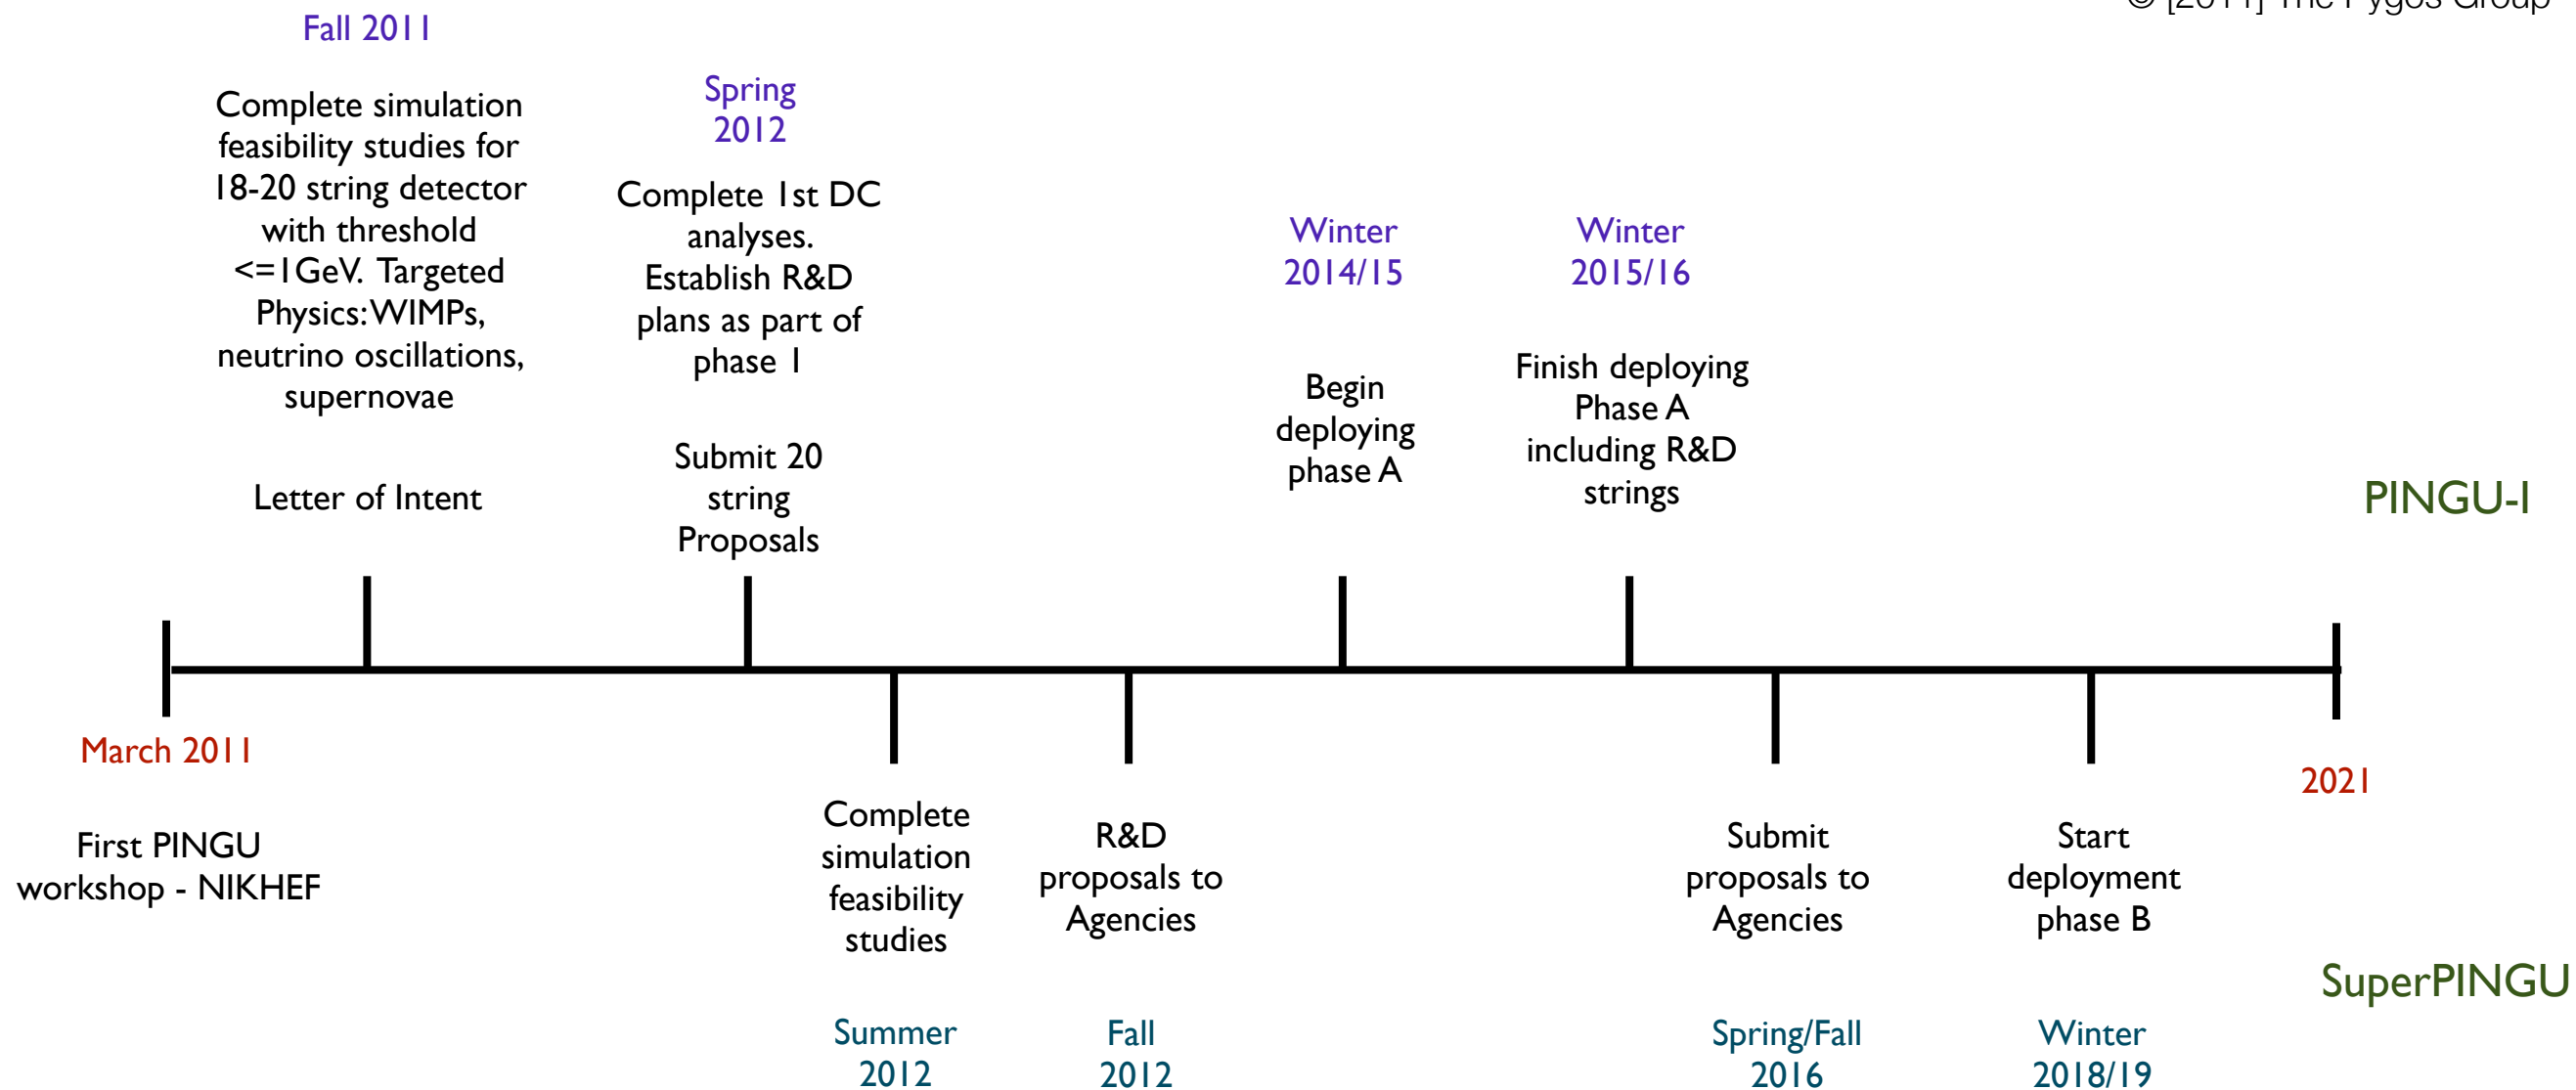 © [2011] The Pygos Group
Fall 2011
Complete simulation
feasibility studies for
18-20 string detector
with threshold
<=1GeV. Targeted
Physics: WIMPs,
neutrino oscillations,
supernovae
Letter of Intent
Spring
2012
Complete 1st DC
analyses.
Establish R&D
plans as part of
phase 1
Submit 20
string
Proposals
Winter
2014/15
Begin
deploying
phase A
Winter
2015/16
Finish deploying
Phase A
including R&D
strings
PINGU-I
March 2011
First PINGU
workshop - NIKHEF
Complete
simulation
feasibility
studies
Summer
2012
R&D
proposals to
Agencies
Fall
2012
Submit
proposals to
Agencies
Spring/Fall
2016
Start
deployment
phase B
Winter
2018/19
2021
SuperPINGU